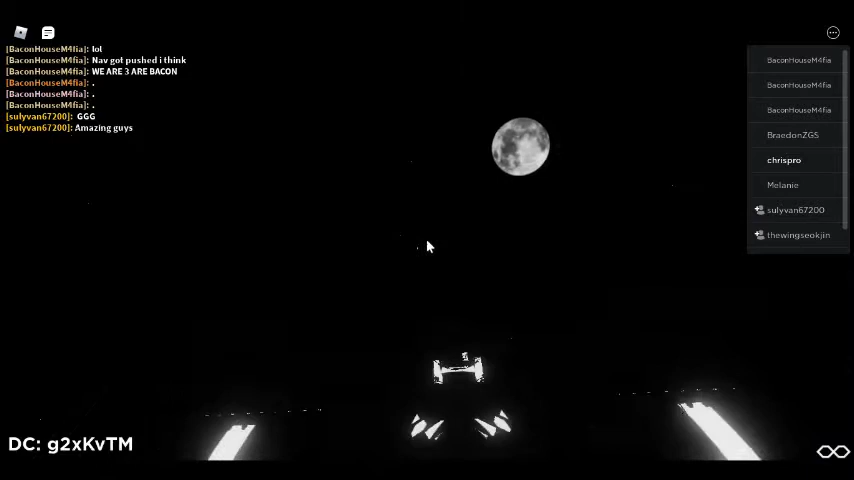 [BaconHouseM4fia]: lol
[BaconHouseM4fia]: Nav got pushed i think
[BaconHouseM4fia]: WE ARE 3 ARE BACON
[BaconHouseM4fia]: .
[BaconHouseM4fia]: .
[BaconHouseM4fia]: .
[sulyvan67200]: GGG
[sulyvan67200]: Amazing guys
BaconHouseM4fia
BaconHouseM4fia
BaconHouseM4fia
BraedonZGS
chrispro
Melanie
sulyvan67200
thewingseokjin
DC: g2xKvTM